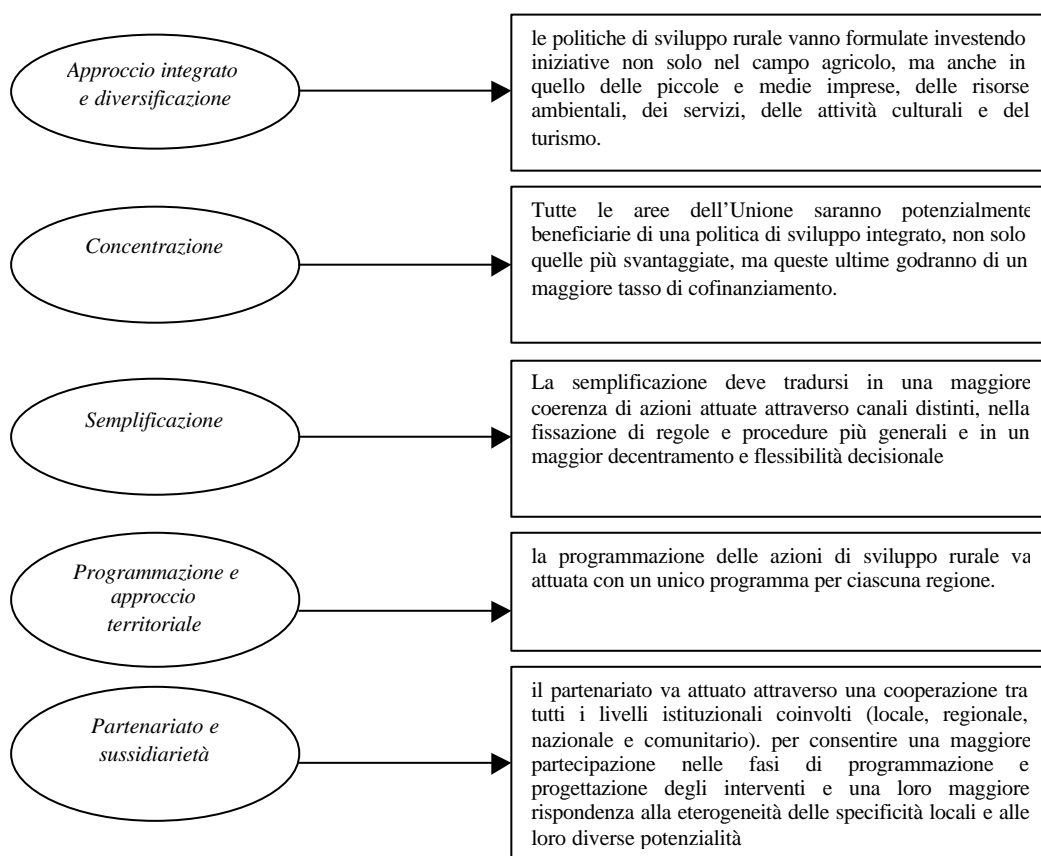 Approccio integrato
e diversificazione
le politiche di sviluppo rurale vanno formulate investendo
iniziative non solo nel campo agricolo, ma anche in
quello delle piccole e medie imprese, delle risorse
ambientali, dei servizi, delle attività culturali e del
turismo.
Concentrazione
Tutte le aree dell’Unione saranno potenzialmente
beneficiarie di una politica di sviluppo integrato, non solo
quelle più svantaggiate, ma queste ultime godranno di un
maggiore tasso di cofinanziamento.
Semplificazione
La semplificazione deve tradursi in una maggiore
coerenza di azioni attuate attraverso canali distinti, nella
fissazione di regole e procedure più generali e in un
maggior decentramento e flessibilità decisionale
Programmazione e
approccio
territoriale
la programmazione delle azioni di sviluppo rurale va
attuata con un unico programma per ciascuna regione.
Partenariato e
sussidiarietà
il partenariato va attuato attraverso una cooperazione tra
tutti i livelli istituzionali coinvolti (locale, regionale,
nazionale e comunitario). per consentire una maggiore
partecipazione nelle fasi di programmazione e
progettazione degli interventi e una loro maggiore
rispondenza alla eterogeneità delle specificità locali e alle
loro diverse potenzialità